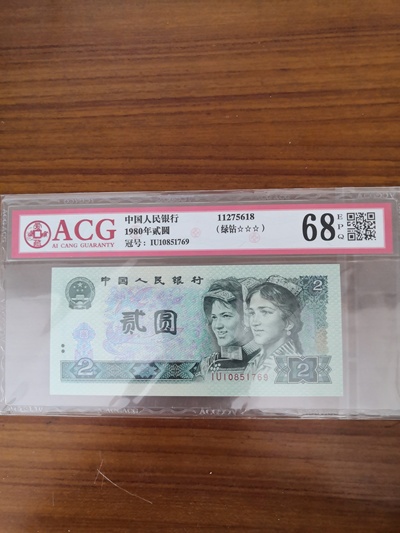 ACG
AI CANG GUARANTY
中国人民银行
1980年贰圆
冠号：IU10851769
11275618
（绿钻☆☆☆）
68
EPQ
中国人民银行
贰圆
2
2
2
IU10851769